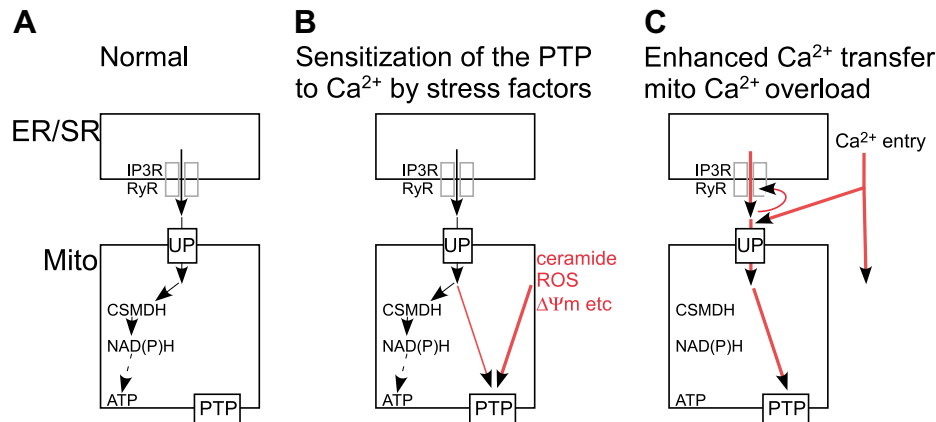 A
Normal
ER/SR
IP3R
RyR
UP
Mito
CSMDH
NAD(P)H
ATP
PTP
B
Sensitization of the PTP
to Ca²⁺ by stress factors
IP3R
RyR
UP
ceramide
ROS
ΔΨm etc
CSMDH
NAD(P)H
ATP
PTP
C
Enhanced Ca²⁺ transfer
mito Ca²⁺ overload
Ca²⁺ entry
IP3R
RyR
UP
CSMDH
NAD(P)H
ATP
PTP